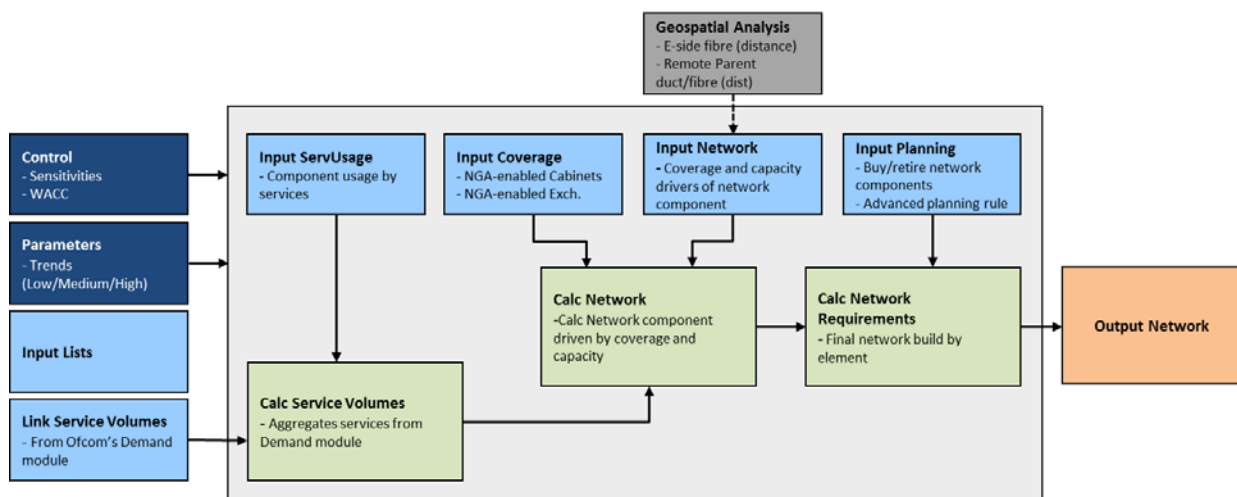 Geospatial Analysis
- E-side fibre (distance)
- Remote Parent
duct/fibre (dist)
Control
- Sensitivities
- WACC
Input ServUsage
- Component usage by
services
Input Coverage
- NGA-enabled Cabinets
- NGA-enabled Exch.
Input Network
- Coverage and capacity
drivers of network
component
Input Planning
- Buy/retire network
components
- Advanced planning rule
Parameters
- Trends
(Low/Medium/High)
Calc Network
-Calc Network component
driven by coverage and
capacity
Calc Network
Requirements
- Final network build by
element
Output Network
Input Lists
Calc Service Volumes
- Aggregates services from
Demand module
Link Service Volumes
- From Ofcom's Demand
module